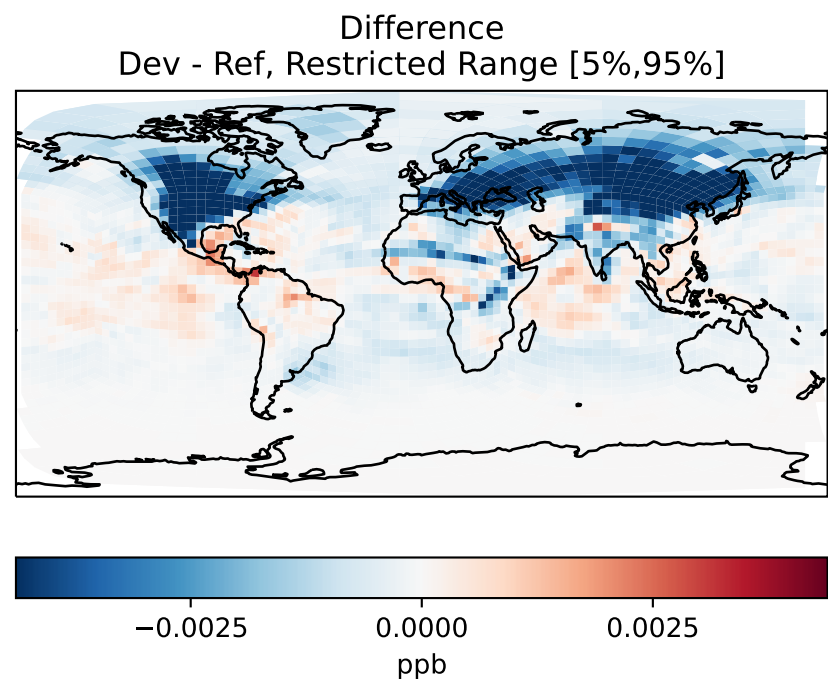 Difference
Dev - Ref, Restricted Range [5%,95%]
−0.0025 0.0000 0.0025
ppb